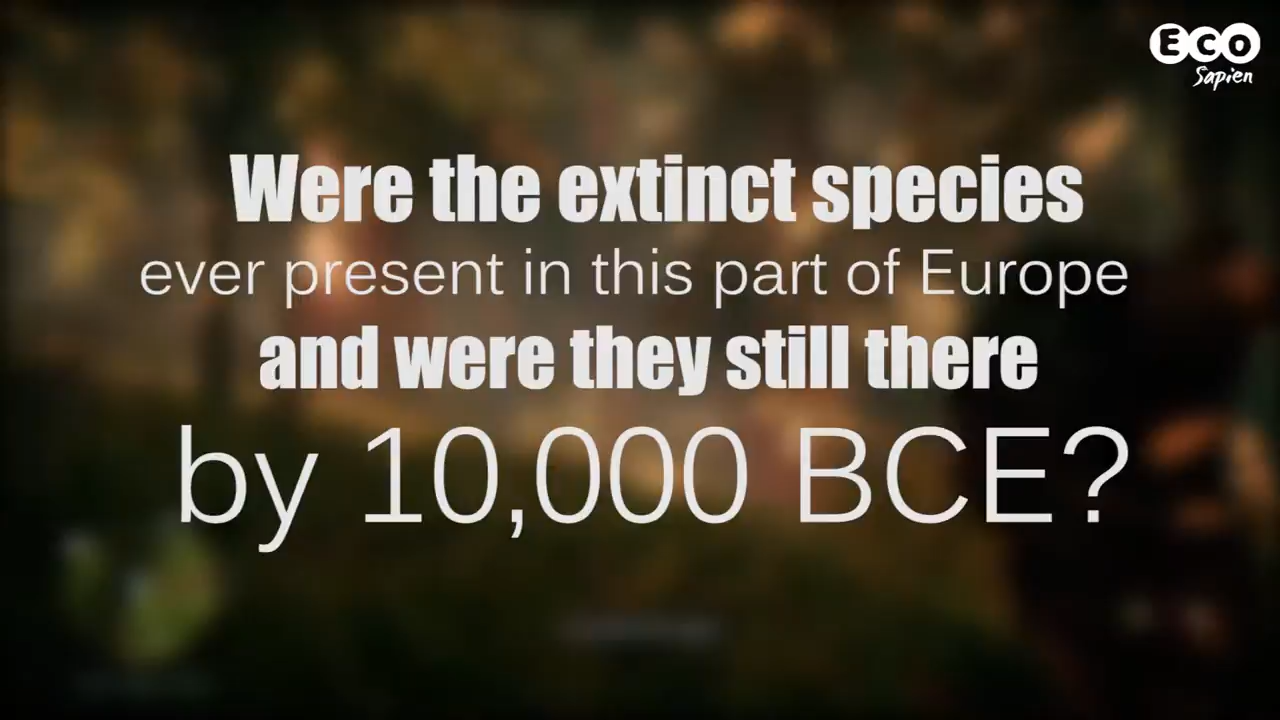 ECO
Sapien
Were the extinct species
ever present in this part of Europe
and were they still there
by 10,000 BCE?